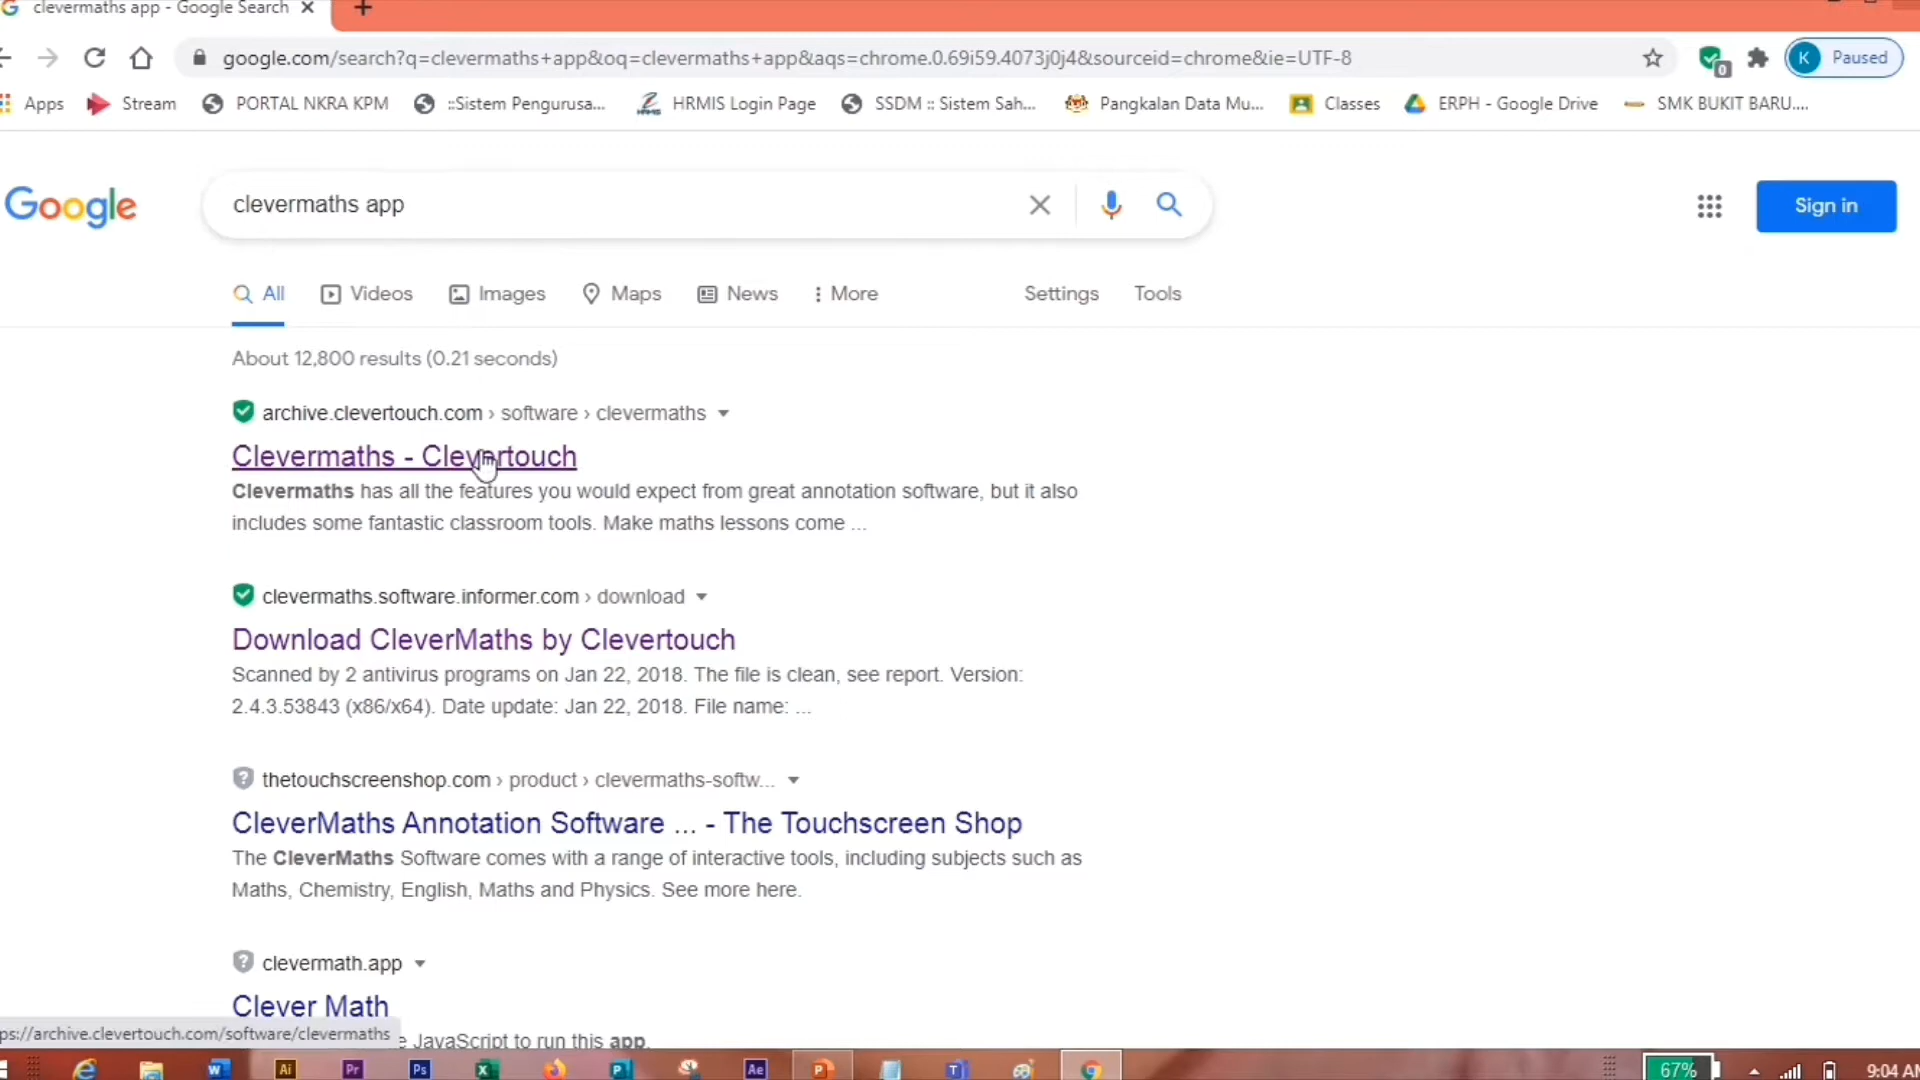 clevermaths app - Google Search
google.com/search?q=clevermaths+app&oq=clevermaths+app&aqs=chrome.0.69i59.4073j0j4&sourceid=chrome&ie=UTF-8
0
K Paused
Apps Stream PORTAL NKRA KPM ::Sistem Pengurusa... HRMIS Login Page SSDM :: Sistem Sah... Pangkalan Data Mu... Classes ERPH - Google Drive SMK BUKIT BARU....
Google
clevermaths app
Sign in
All Videos Images Maps News More Settings Tools
About 12,800 results (0.21 seconds)
archive.clevertouch.com › software › clevermaths
Clevermaths - Clevertouch
Clevermaths has all the features you would expect from great annotation software, but it also
includes some fantastic classroom tools. Make maths lessons come ...
clevermaths.software.informer.com › download
Download CleverMaths by Clevertouch
Scanned by 2 antivirus programs on Jan 22, 2018. The file is clean, see report. Version:
2.4.3.53843 (x86/x64). Date update: Jan 22, 2018. File name: ...
thetouchscreenshop.com › product › clevermaths-softw...
CleverMaths Annotation Software ... - The Touchscreen Shop
The CleverMaths Software comes with a range of interactive tools, including subjects such as
Maths, Chemistry, English, Maths and Physics. See more here.
clevermath.app
Clever Math
ps://archive.clevertouch.com/software/clevermaths
e JavaScript to run this app.
Ai Pr Ps Ae
67% 9:04 AM